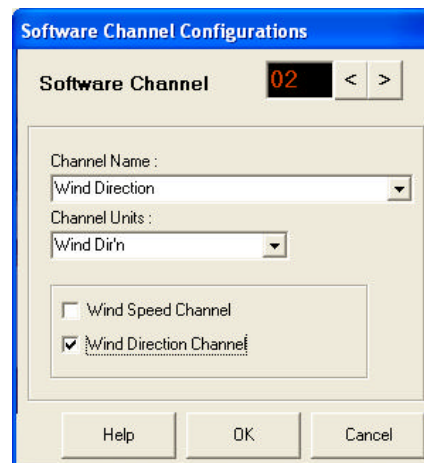 Software Channel Configurations
Software Channel 02 < >
Channel Name :
Wind Direction
Channel Units :
Wind Dir'n
Wind Speed Channel
Wind Direction Channel
Help OK Cancel